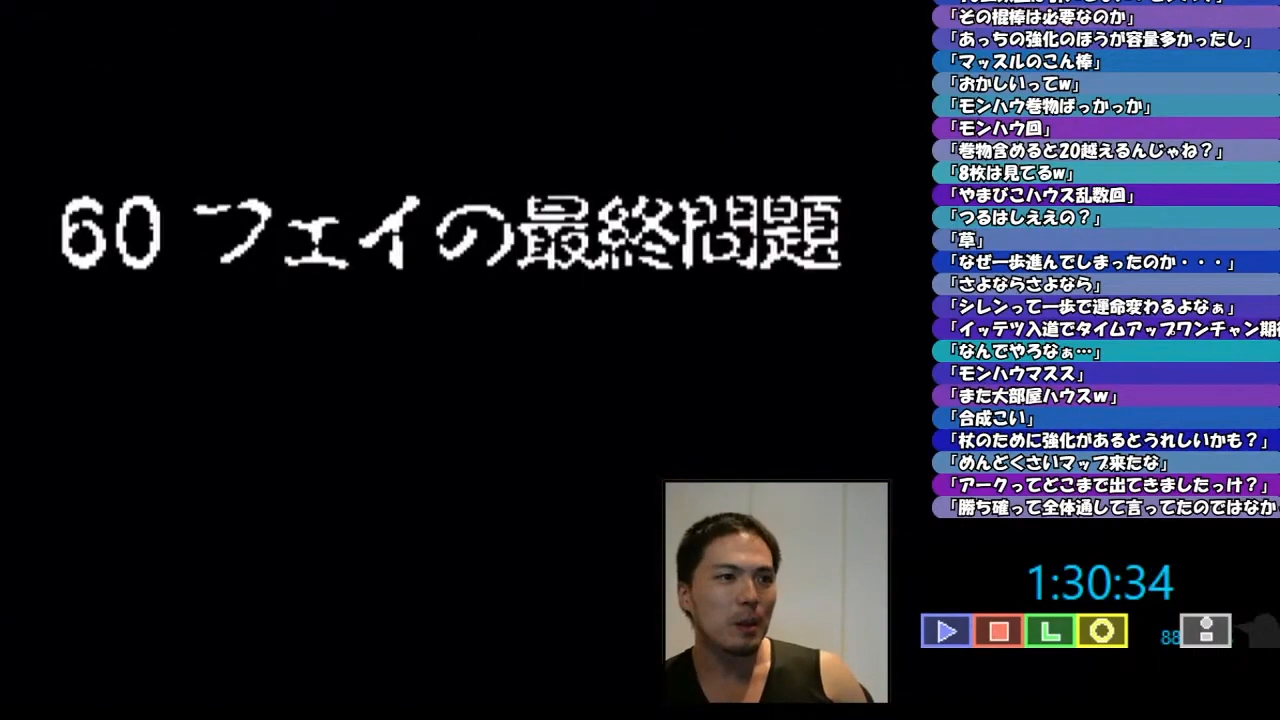 60 フェイの最終問題
「その棍棒は必要なのか」
「あっちの強化のほうが容量多かったし」
「マッスルのこん棒」
「おかしいってw」
「モンハウ巻物ばっかっか」
「モンハウ回」
「巻物含めると20越えるんじゃね？」
「8枚は見てるw」
「やまびこハウス乱数回」
「つるはしええの？」
「草」
「なぜ一歩進んでしまったのか・・・」
「さよならさよなら」
「シレンって一歩で運命変わるよなぁ」
「イッテツ入道でタイムアップワンチャン期
「なんでやろなぁ…」
「モンハウマスス」
「また大部屋ハウスw」
「合成こい」
「杖のために強化があるとうれしいかも？」
「めんどくさいマップ来たな」
「アークってどこまで出てきましたっけ？」
「勝ち確って全体通して言ってたのではなか
1:30:34
88